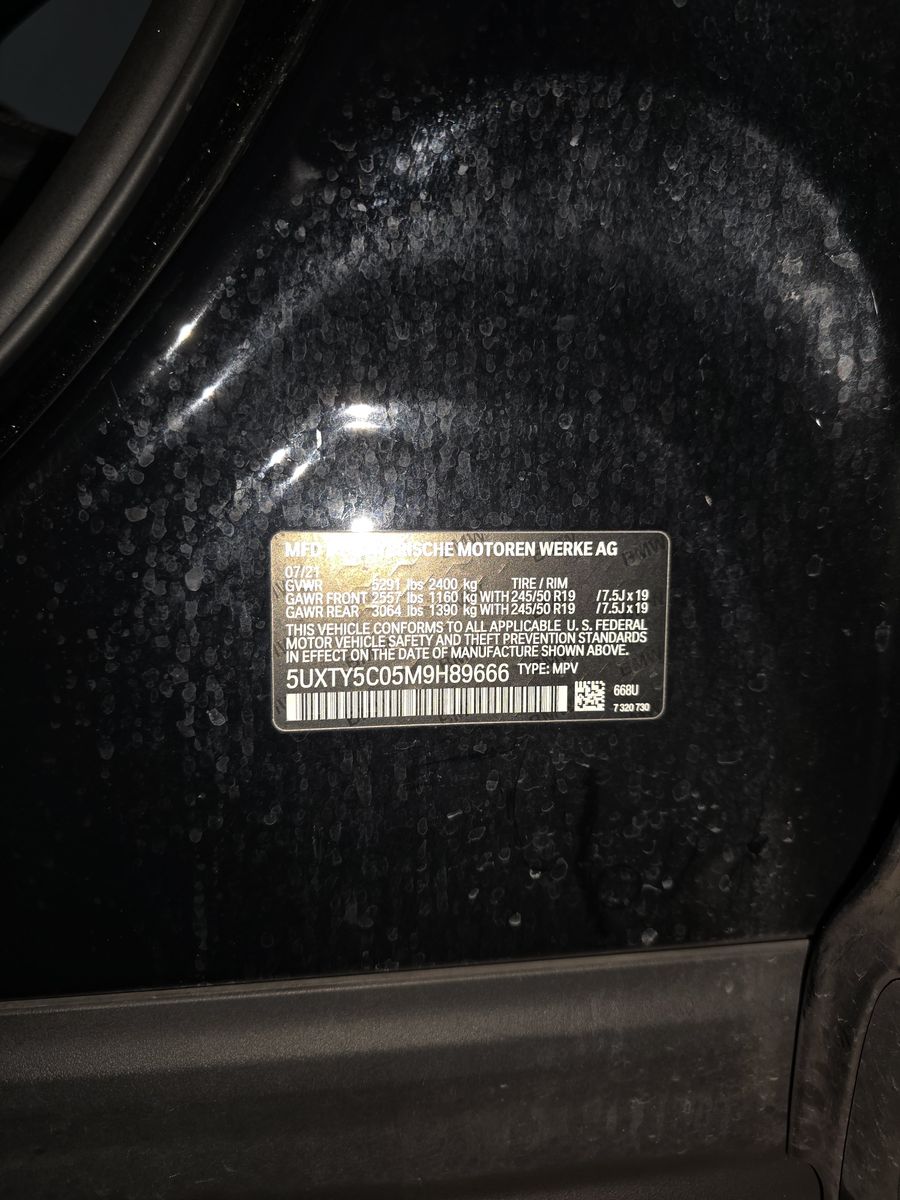 MFD BY BAYERISCHE MOTOREN WERKE AG
07/21
GVWR 5291 lbs 2400 kg TIRE / RIM
GAWR FRONT 2557 lbs 1160 kg WITH 245/50 R19 /7.5J x 19
GAWR REAR 3064 lbs 1390 kg WITH 245/50 R19 /7.5J x 19
THIS VEHICLE CONFORMS TO ALL APPLICABLE U. S. FEDERAL
MOTOR VEHICLE SAFETY AND THEFT PREVENTION STANDARDS
IN EFFECT ON THE DATE OF MANUFACTURE SHOWN ABOVE.
5UXTY5C05M9H89666 TYPE: MPV
668U
7 320 730